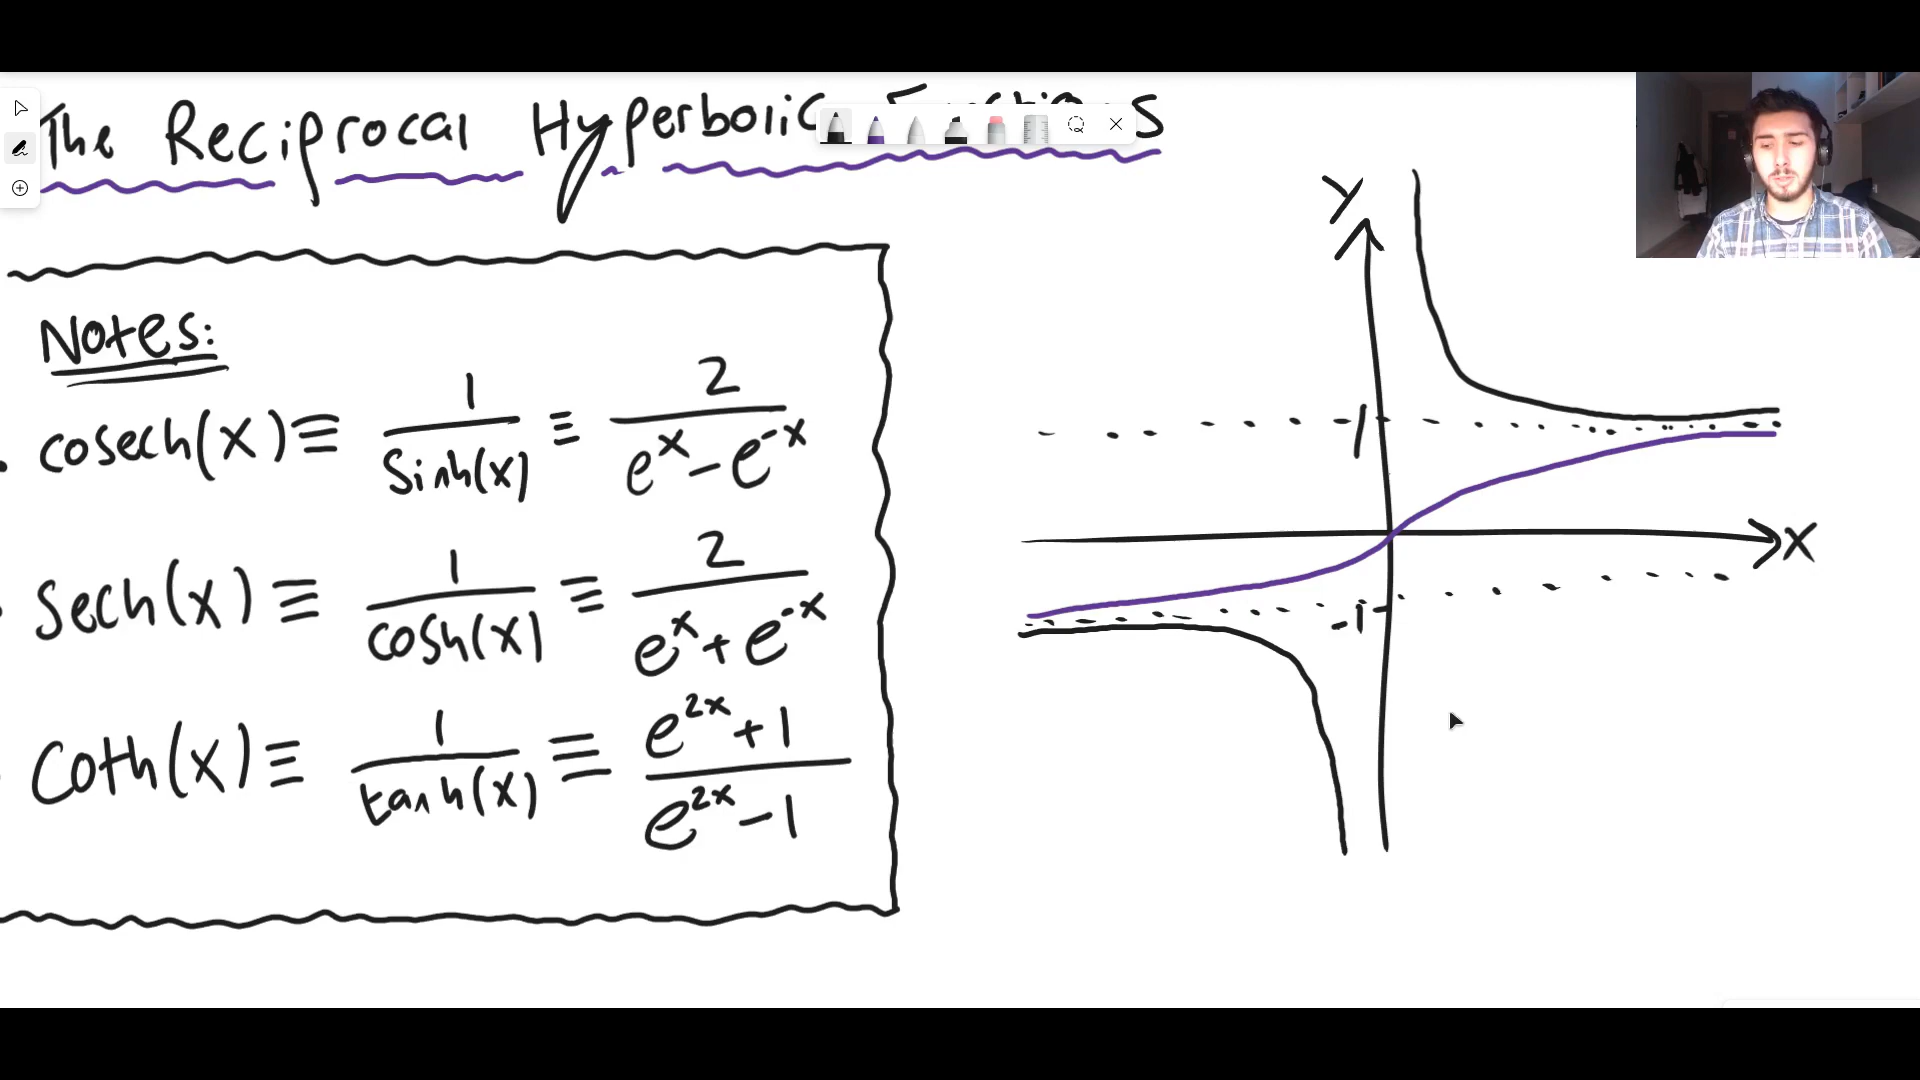 The Reciprocal Hyperbolic Functions
Notes:
cosech(x) ≡ 1/sinh(x) ≡ 2/(e^x - e^-x)
Sech(x) ≡ 1/cosh(x) ≡ 2/(e^x + e^-x)
Coth(x) ≡ 1/tanh(x) ≡ (e^2x + 1)/(e^2x - 1)
y
1
x
-1